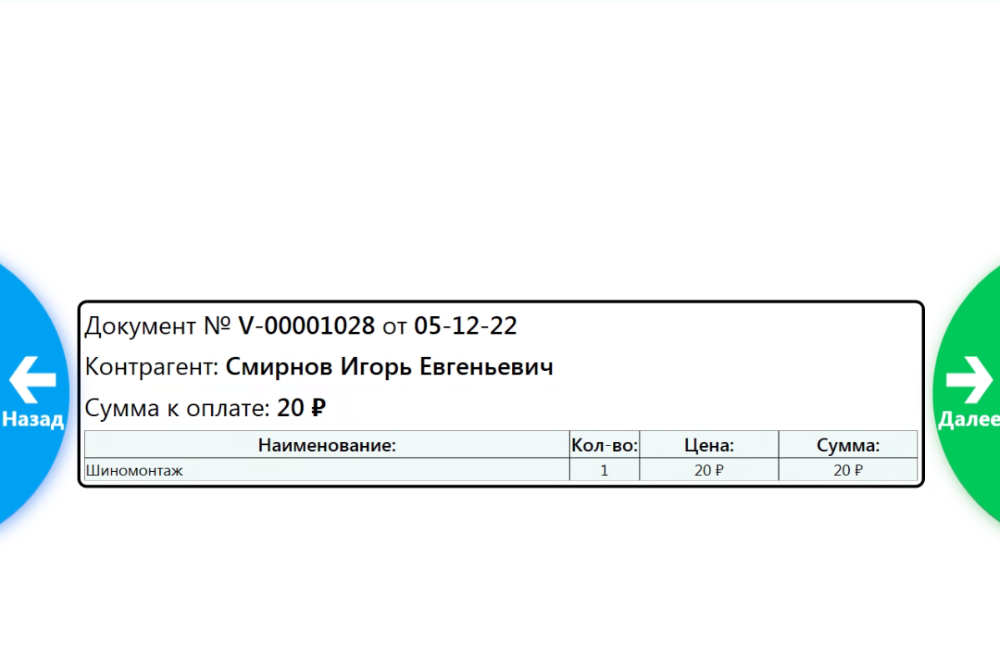 Документ № V-00001028 от 05-12-22
Контрагент: Смирнов Игорь Евгеньевич
Сумма к оплате: 20 ₽
Наименование: Кол-во: Цена: Сумма:
Шиномонтаж 1 20 ₽ 20 ₽
Назад
Далее